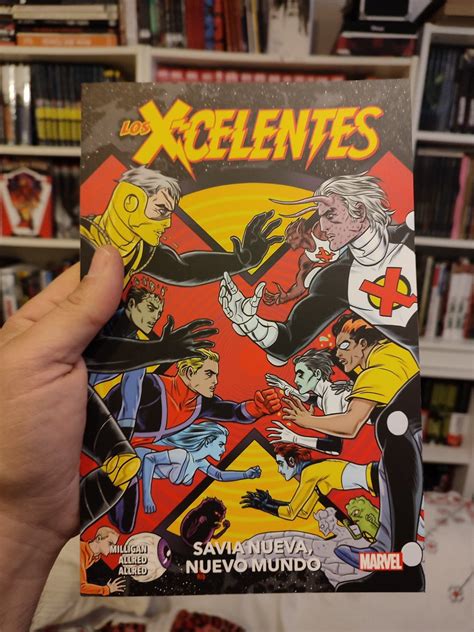 LOS
X-CELENTES
MILLIGAN
ALLRED
ALLRED
SAVIA NUEVA,
NUEVO MUNDO
MARVEL